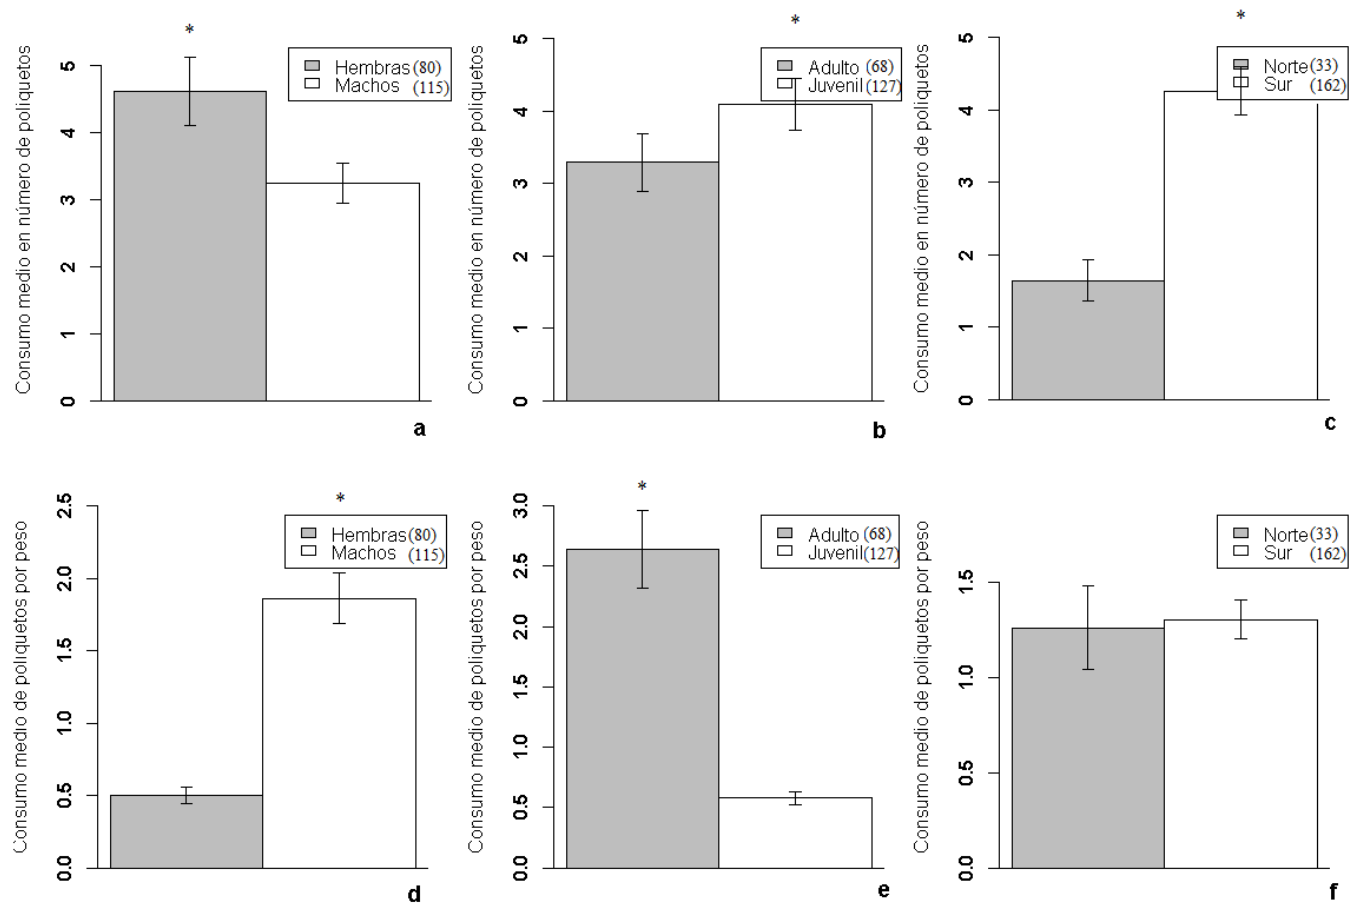 *
Consumo medio en número de poliquetos
5
4
3
2
1
0
Hembras (80)
Machos (115)
a
*
Consumo medio en número de poliquetos
5
4
3
2
1
0
Adulto (68)
Juvenil (127)
b
*
Consumo medio en número de poliquetos
5
4
3
2
1
0
Norte (33)
Sur (162)
c
*
Consumo medio de poliquetos por peso
2.5
2.0
1.5
1.0
0.5
0.0
Hembras (80)
Machos (115)
d
*
Consumo medio de poliquetos por peso
3.0
2.5
2.0
1.5
1.0
0.5
0.0
Adulto (68)
Juvenil (127)
e
Consumo medio de poliquetos por peso
1.5
1.0
0.5
0.0
Norte (33)
Sur (162)
f